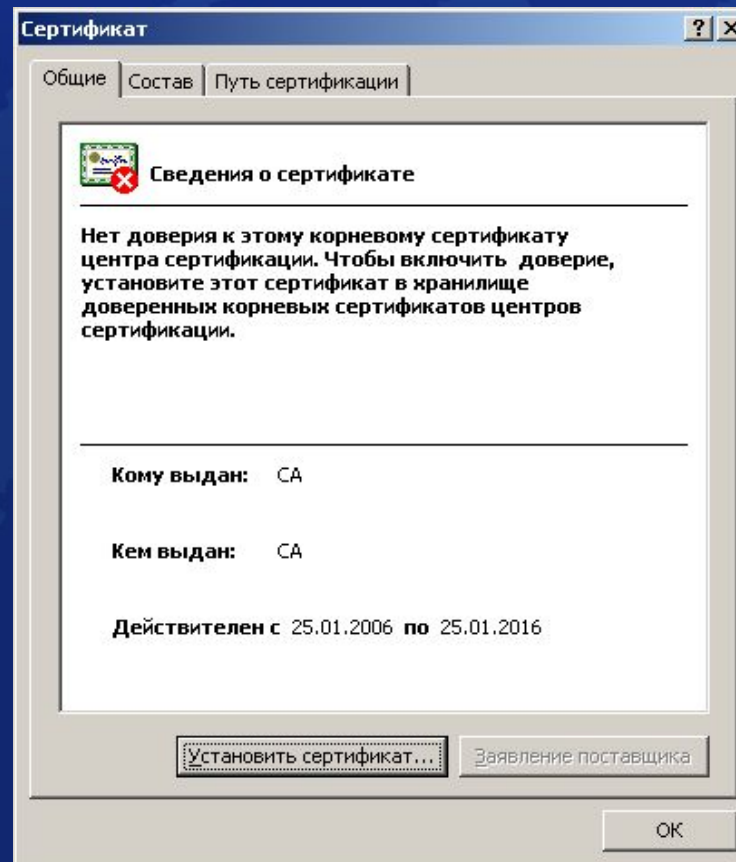 Сертификат
Общие
Состав
Путь сертификации
Сведения о сертификате
Нет доверия к этому корневому сертификату
центра сертификации. Чтобы включить доверие,
установите этот сертификат в хранилище
доверенных корневых сертификатов центров
сертификации.
Кому выдан: CA
Кем выдан: CA
Действителен с 25.01.2006 по 25.01.2016
Установить сертификат...
Заявление поставщика
ОК